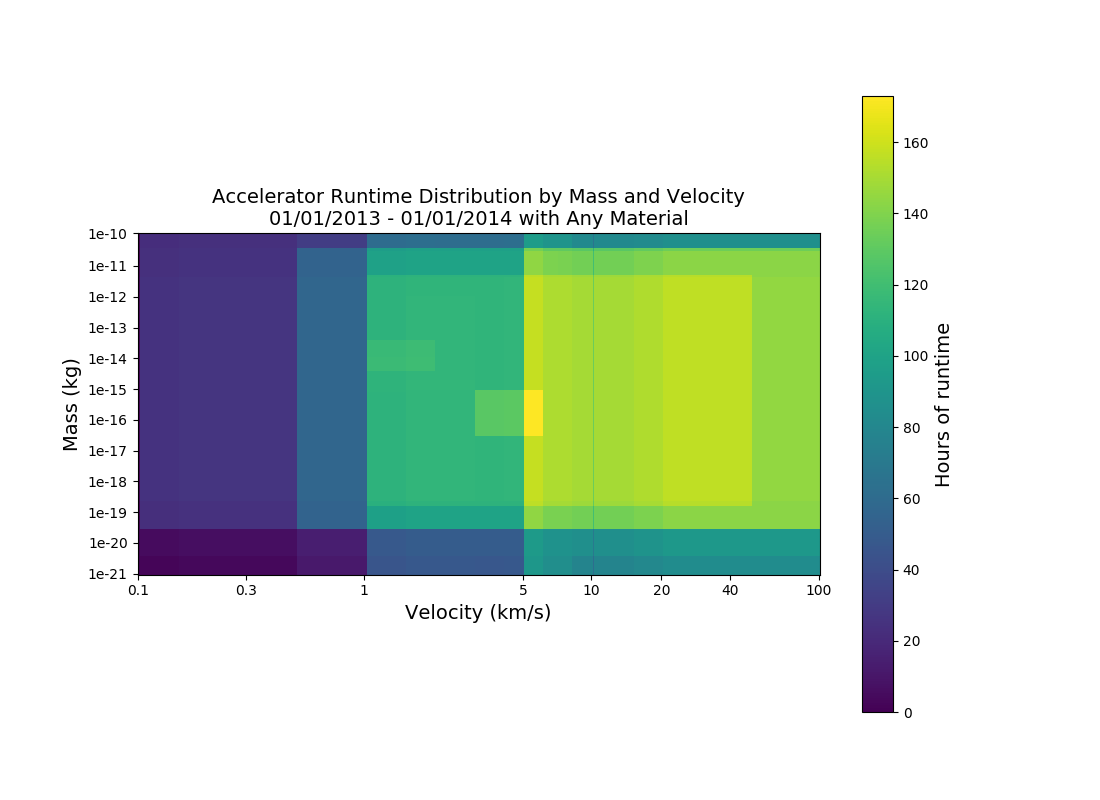 Accelerator Runtime Distribution by Mass and Velocity
01/01/2013 - 01/01/2014 with Any Material
Mass (kg)
1e-10
1e-11
1e-12
1e-13
1e-14
1e-15
1e-16
1e-17
1e-18
1e-19
1e-20
1e-21
0.1 0.3 1 5 10 20 40 100
Velocity (km/s)
160
140
120
100
80
60
40
20
0
Hours of runtime